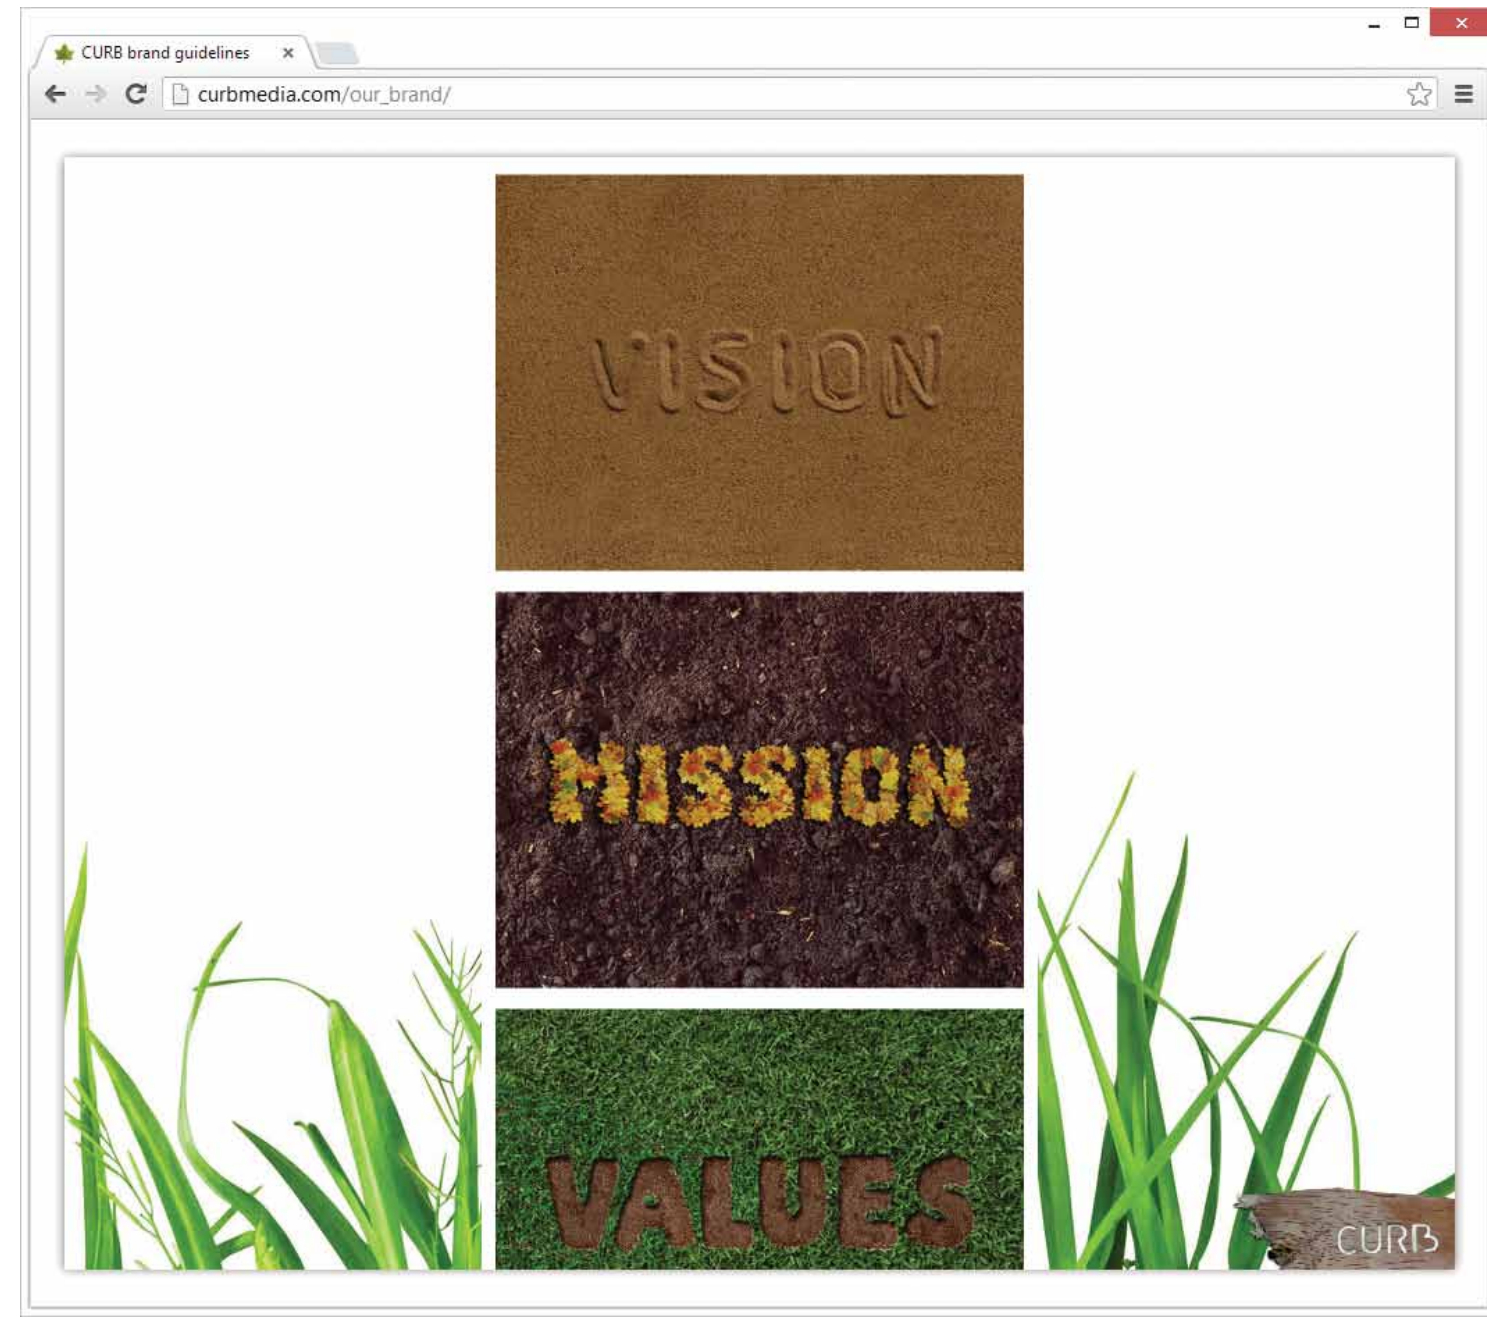 CURB brand guidelines
curbmedia.com/our_brand/
VISION
MISSION
VALUES
CURB